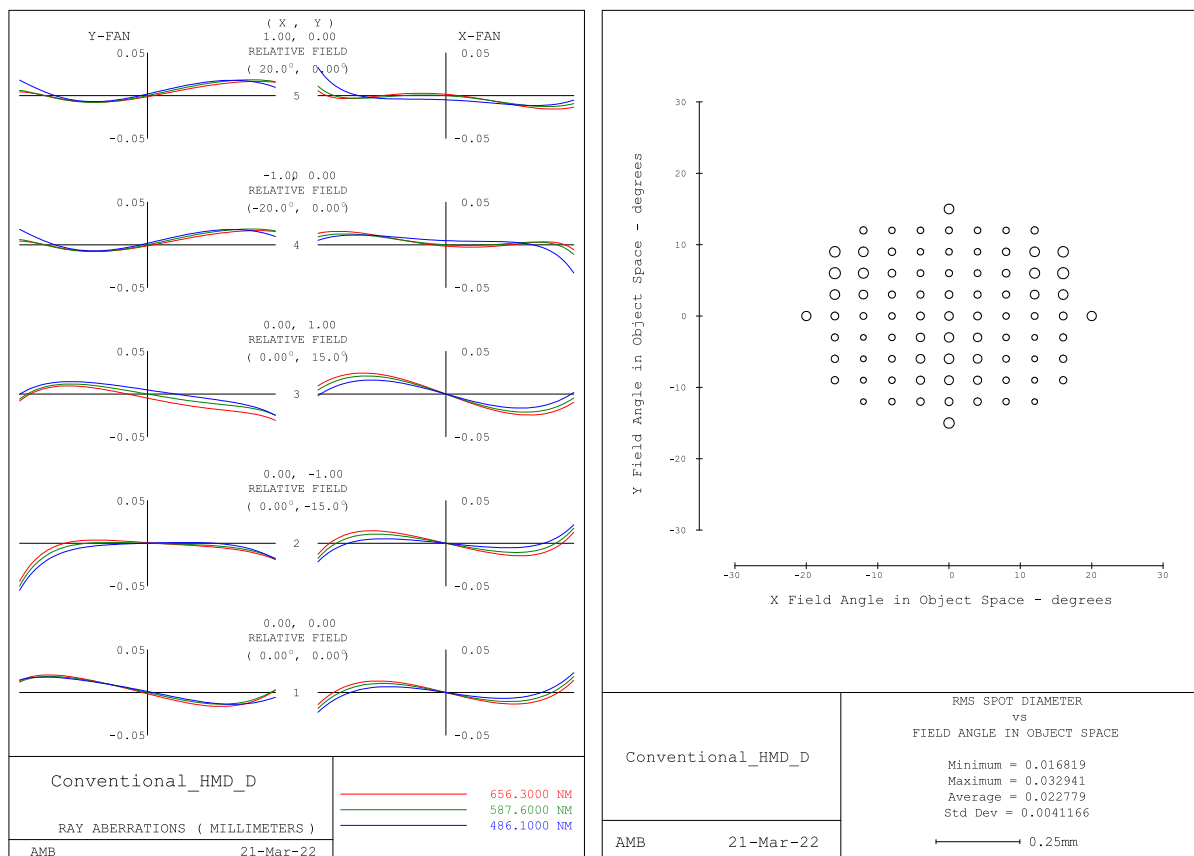 ( X , Y )
Y-FAN 1.00, 0.00 X-FAN
RELATIVE FIELD
0.05 ( 20.0°, 0.00°) 0.05
5
-0.05 -0.05
-1.00, 0.00
RELATIVE FIELD
0.05 (-20.0°, 0.00°) 0.05
4
-0.05 -0.05
0.00, 1.00
RELATIVE FIELD
0.05 ( 0.00°, 15.0°) 0.05
3
-0.05 -0.05
0.00, -1.00
RELATIVE FIELD
0.05 ( 0.00°,-15.0°) 0.05
2
-0.05 -0.05
0.00, 0.00
RELATIVE FIELD
0.05 ( 0.00°, 0.00°) 0.05
1
-0.05 -0.05
Conventional_HMD_D
RAY ABERRATIONS ( MILLIMETERS )
AMB 21-Mar-22
656.3000 NM
587.6000 NM
486.1000 NM
Y Field Angle in Object Space - degrees
30
20
10
0
-10
-20
-30
-30 -20 -10 0 10 20 30
X Field Angle in Object Space - degrees
Conventional_HMD_D
AMB 21-Mar-22
RMS SPOT DIAMETER
vs
FIELD ANGLE IN OBJECT SPACE
Minimum = 0.016819
Maximum = 0.032941
Average = 0.022779
Std Dev = 0.0041166
0.25mm